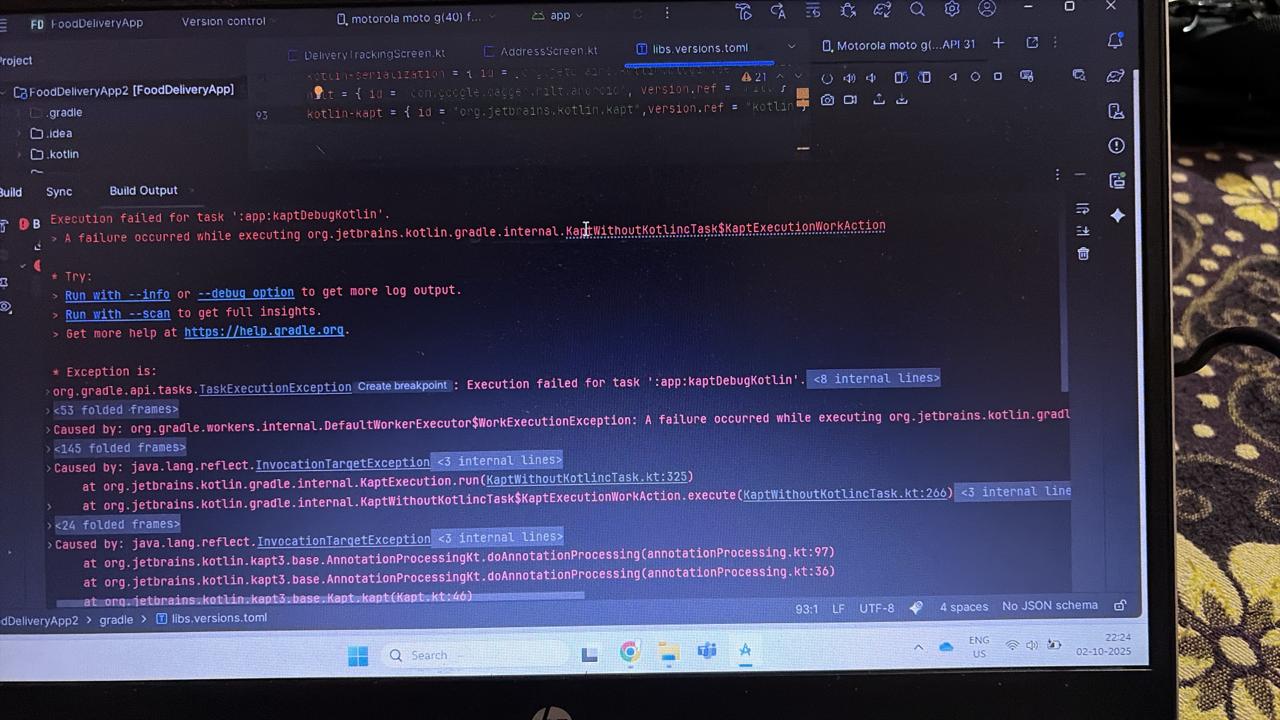 FD FoodDeliveryApp Version control motorola moto g(40) f... app
DeliveryTrackingScreen.kt AddressScreen.kt libs.versions.toml Motorola moto g(...API 31
Project
FoodDeliveryApp2 [FoodDeliveryApp]
.gradle
.idea
.kotlin
kotlin-serialization = { id =
= { id = "com.google.dagger.hilt.android", version.ref =
21
93 kotlin-kapt = { id = "org.jetbrains.kotlin.kapt",version.ref = "kotlin" }
Build Sync Build Output
Execution failed for task ':app:kaptDebugKotlin'.
> A failure occurred while executing org.jetbrains.kotlin.gradle.internal.KaptWithoutKotlincTask$KaptExecutionWorkAction
* Try:
> Run with --info or --debug option to get more log output.
> Run with --scan to get full insights.
> Get more help at https://help.gradle.org.
* Exception is:
org.gradle.api.tasks.TaskExecutionException Create breakpoint : Execution failed for task ':app:kaptDebugKotlin'. <8 internal lines>
<53 folded frames>
Caused by: org.gradle.workers.internal.DefaultWorkerExecutor$WorkExecutionException: A failure occurred while executing org.jetbrains.kotlin.gradl
<145 folded frames>
Caused by: java.lang.reflect.InvocationTargetException <3 internal lines>
at org.jetbrains.kotlin.gradle.internal.KaptExecution.run(KaptWithoutKotlincTask.kt:325)
at org.jetbrains.kotlin.gradle.internal.KaptWithoutKotlincTask$KaptExecutionWorkAction.execute(KaptWithoutKotlincTask.kt:266) <3 internal line
<24 folded frames>
Caused by: java.lang.reflect.InvocationTargetException <3 internal lines>
at org.jetbrains.kotlin.kapt3.base.AnnotationProcessingKt.doAnnotationProcessing(annotationProcessing.kt:97)
at org.jetbrains.kotlin.kapt3.base.AnnotationProcessingKt.doAnnotationProcessing(annotationProcessing.kt:36)
at org.jetbrains.kotlin.kapt3.base.Kapt.kapt(Kapt.kt:46)
dDeliveryApp2 > gradle > libs.versions.toml 93:1 LF UTF-8 4 spaces No JSON schema
Search
ENG
US
22:24
02-10-2025